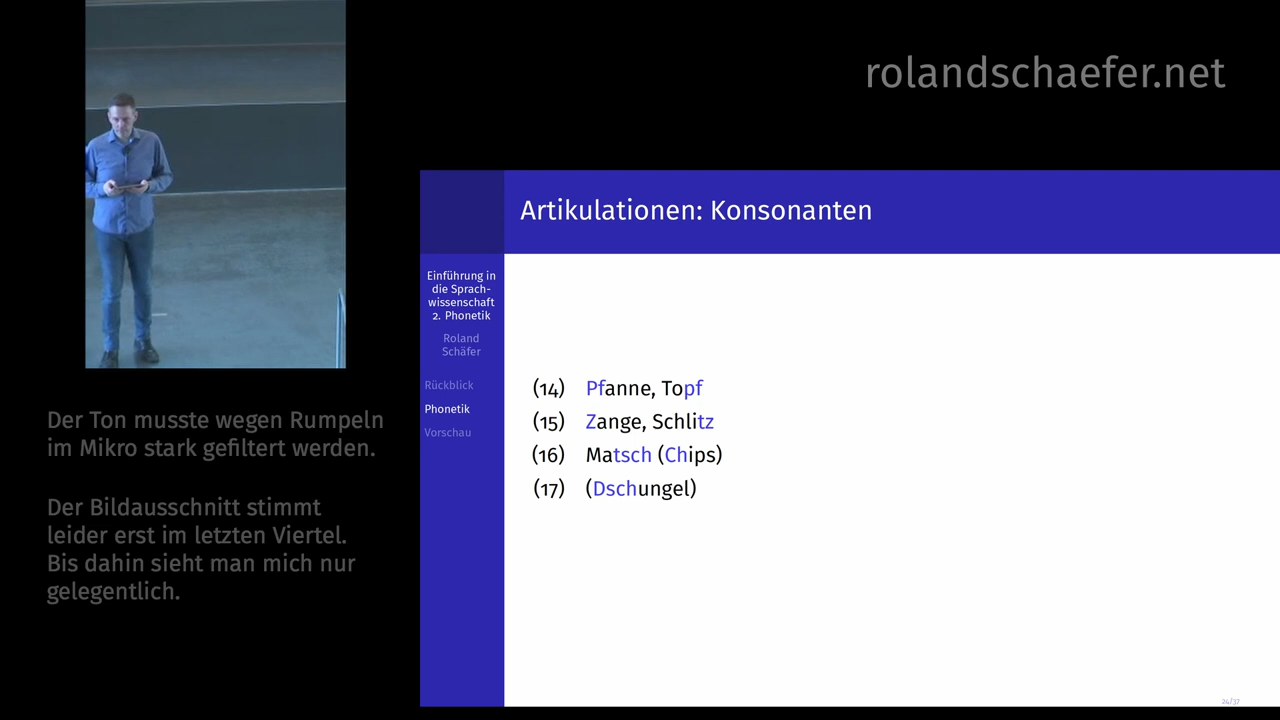 rolandschaefer.net
Artikulationen: Konsonanten
Einführung in
die Sprach-
wissenschaft
2. Phonetik
Roland
Schäfer
Rückblick
Phonetik
Vorschau
(14) Pfanne, Topf
(15) Zange, Schlitz
(16) Matsch (Chips)
(17) (Dschungel)
Der Ton musste wegen Rumpeln
im Mikro stark gefiltert werden.
Der Bildausschnitt stimmt
leider erst im letzten Viertel.
Bis dahin sieht man mich nur
gelegentlich.